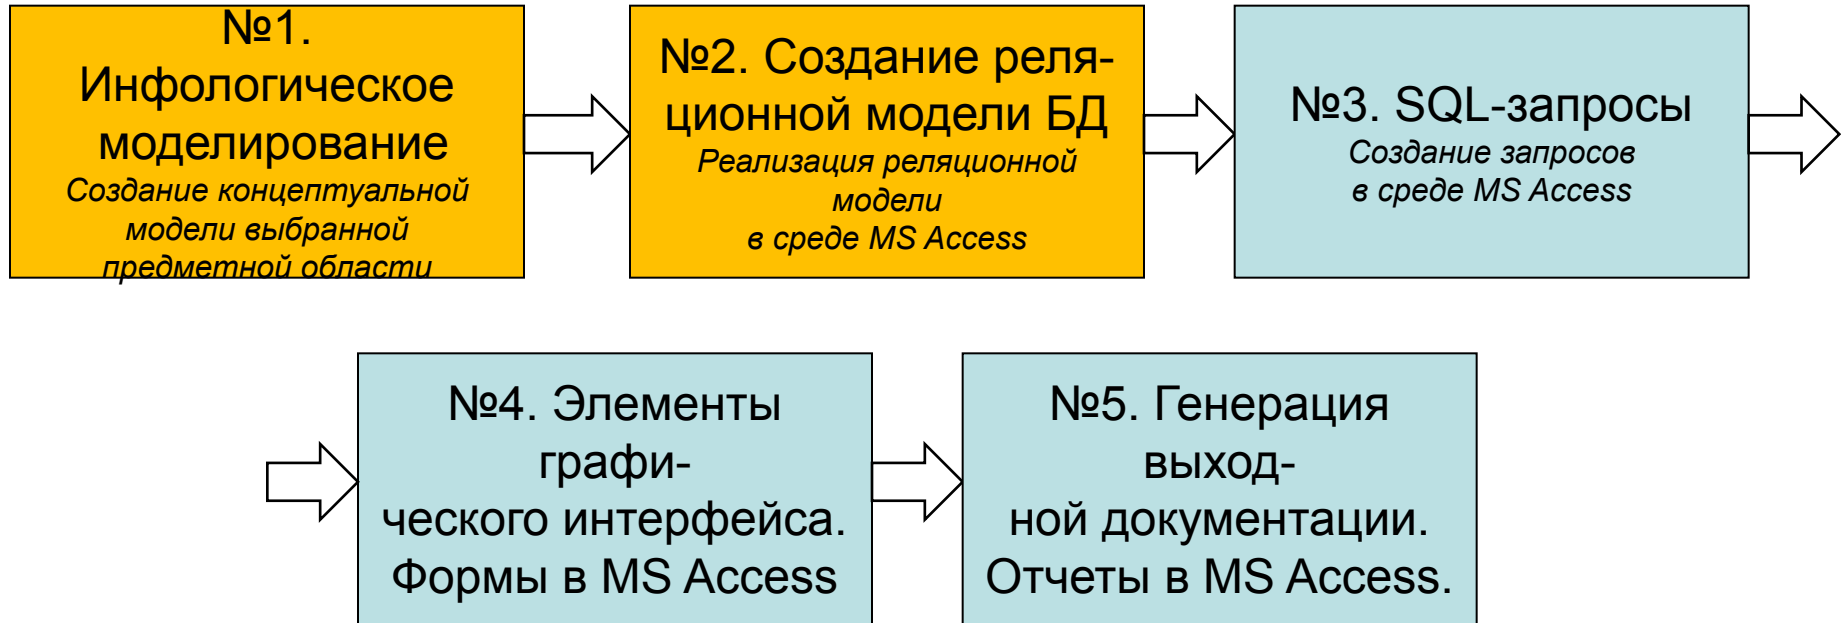 №1.
Инфологическое
моделирование
Создание концептуальной
модели выбранной
предметной области
№2. Создание реля-
ционной модели БД
Реализация реляционной
модели
в среде MS Access
№3. SQL-запросы
Создание запросов
в среде MS Access
№4. Элементы
графи-
ческого интерфейса.
Формы в MS Access
№5. Генерация
выход-
ной документации.
Отчеты в MS Access.